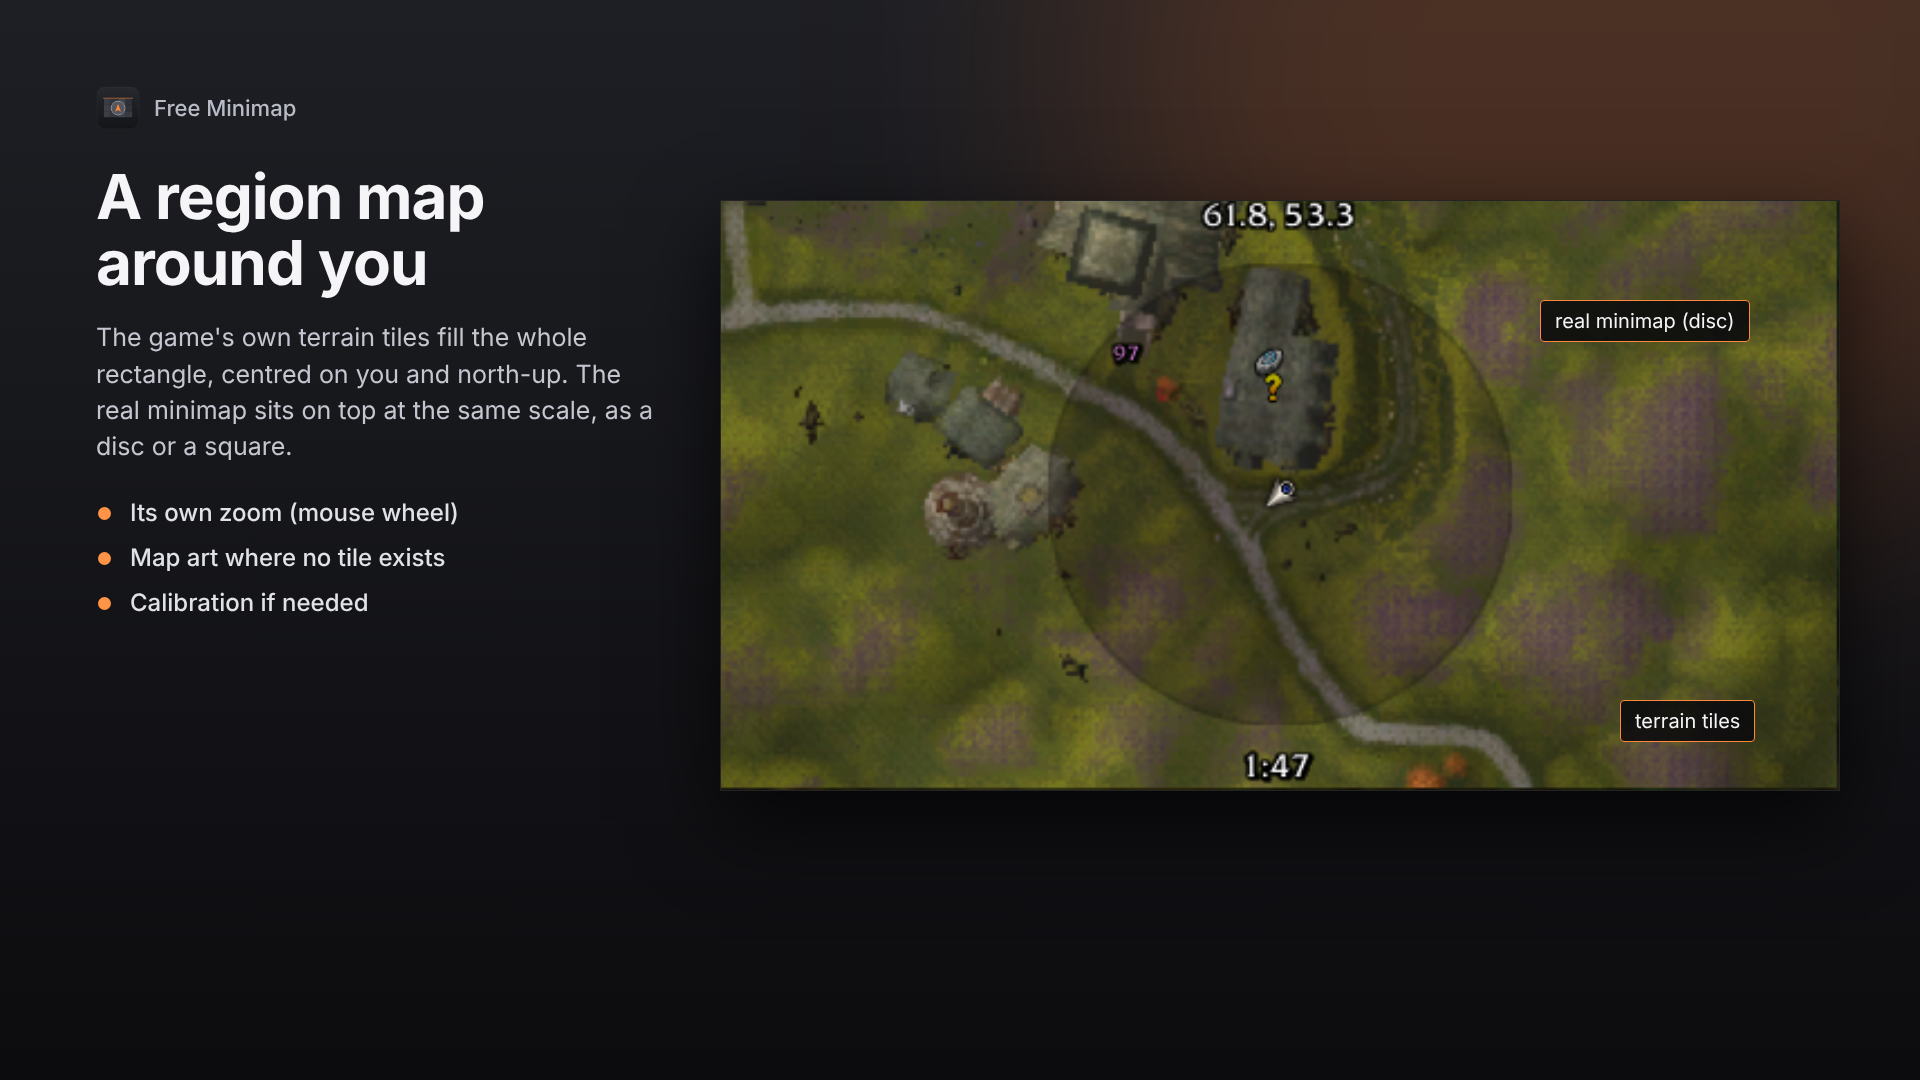 Free Minimap
A region map
around you
The game's own terrain tiles fill the whole
rectangle, centred on you and north-up. The
real minimap sits on top at the same scale, as a
disc or a square.
Its own zoom (mouse wheel)
Map art where no tile exists
Calibration if needed
61.8, 53.3
real minimap (disc)
97
?
terrain tiles
1:47